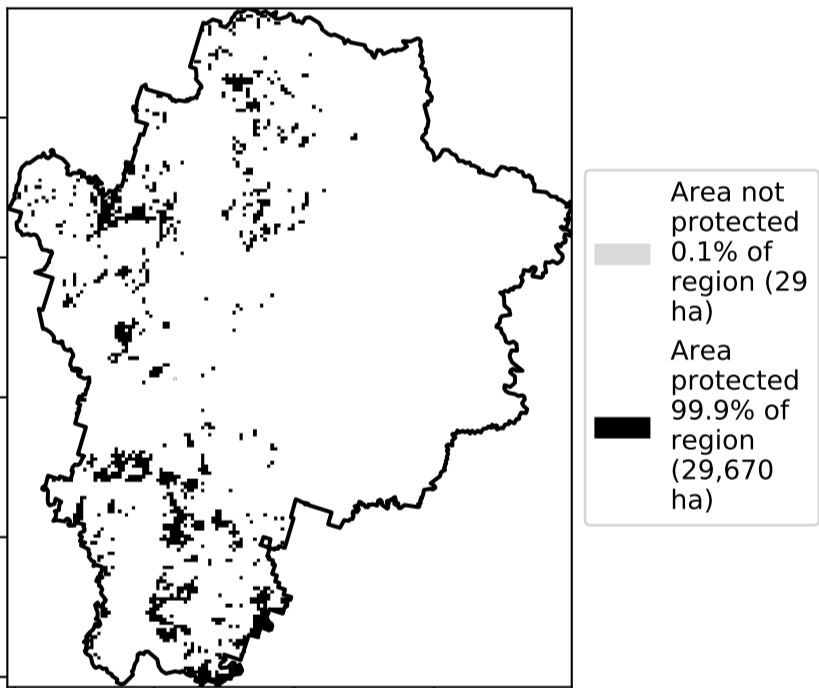 Area not
protected
0.1% of
region (29
ha)
Area
protected
99.9% of
region
(29,670
ha)